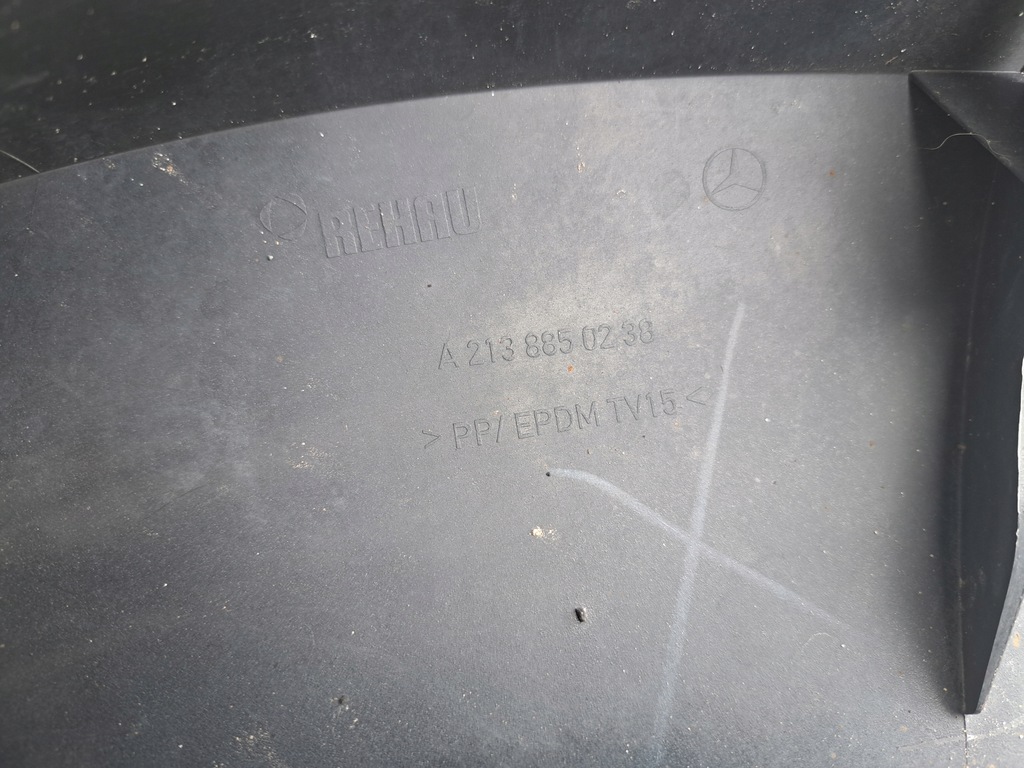 REHAU
A 213 885 02 38
> PP/ EPDM TV15 <